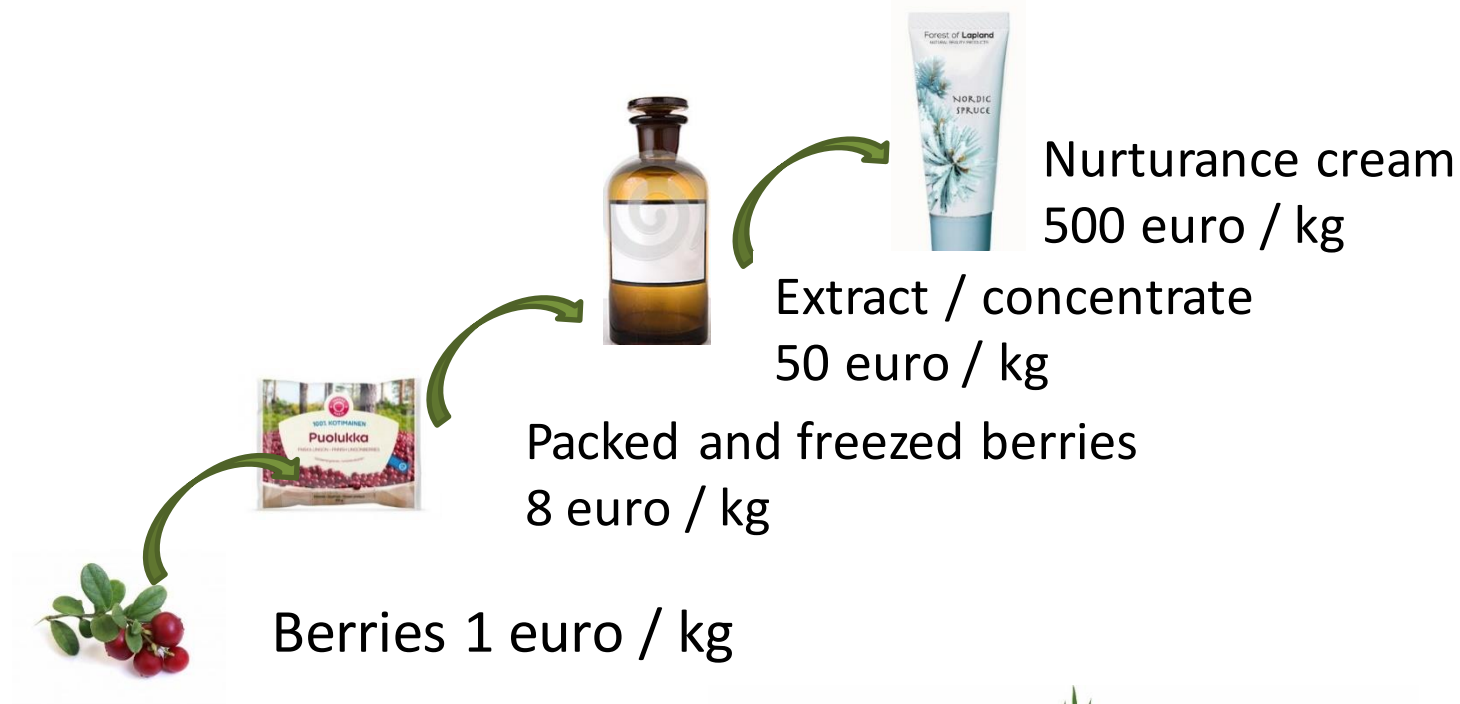 Forest of Lapland
NORDIC
SPRUCE
Nurturance cream
500 euro / kg
Extract / concentrate
50 euro / kg
100% KOTIMAINEN
Puolukka
Packed and freezed berries
8 euro / kg
Berries 1 euro / kg